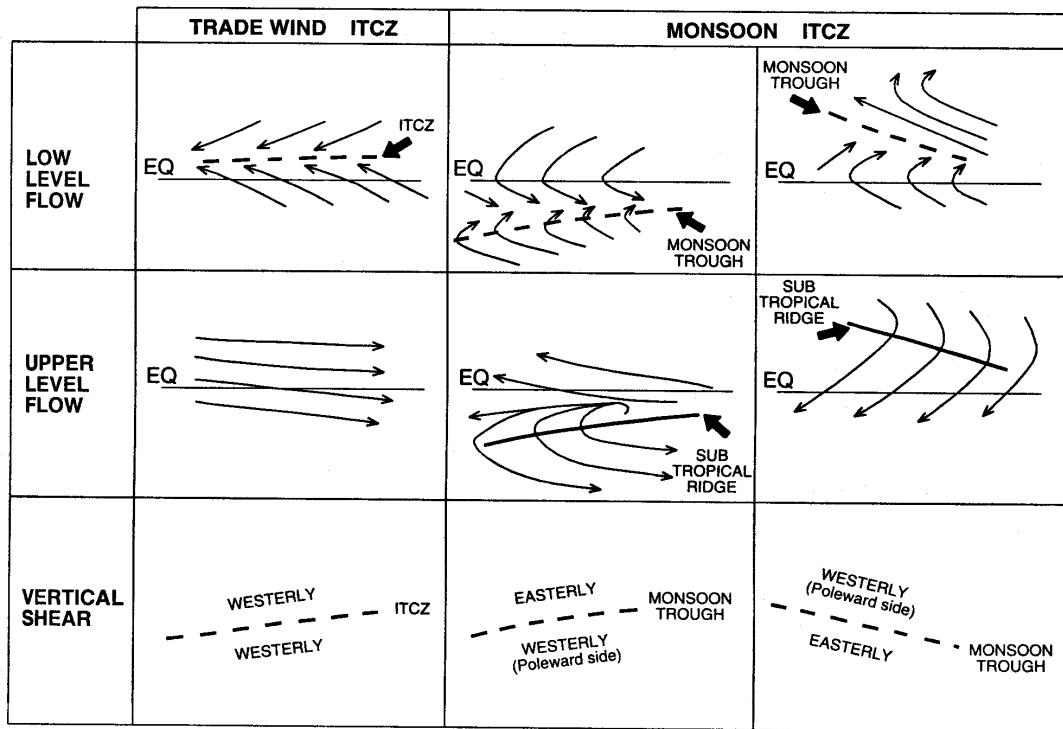 TRADE WIND ITCZ
MONSOON ITCZ
LOW
LEVEL
FLOW
EQ
ITCZ
EQ
MONSOON
TROUGH
MONSOON
TROUGH
EQ
UPPER
LEVEL
FLOW
EQ
EQ
SUB
TROPICAL
RIDGE
SUB
TROPICAL
RIDGE
EQ
VERTICAL
SHEAR
WESTERLY
ITCZ
WESTERLY
EASTERLY
MONSOON
TROUGH
WESTERLY
(Poleward side)
WESTERLY
(Poleward side)
EASTERLY
MONSOON
TROUGH